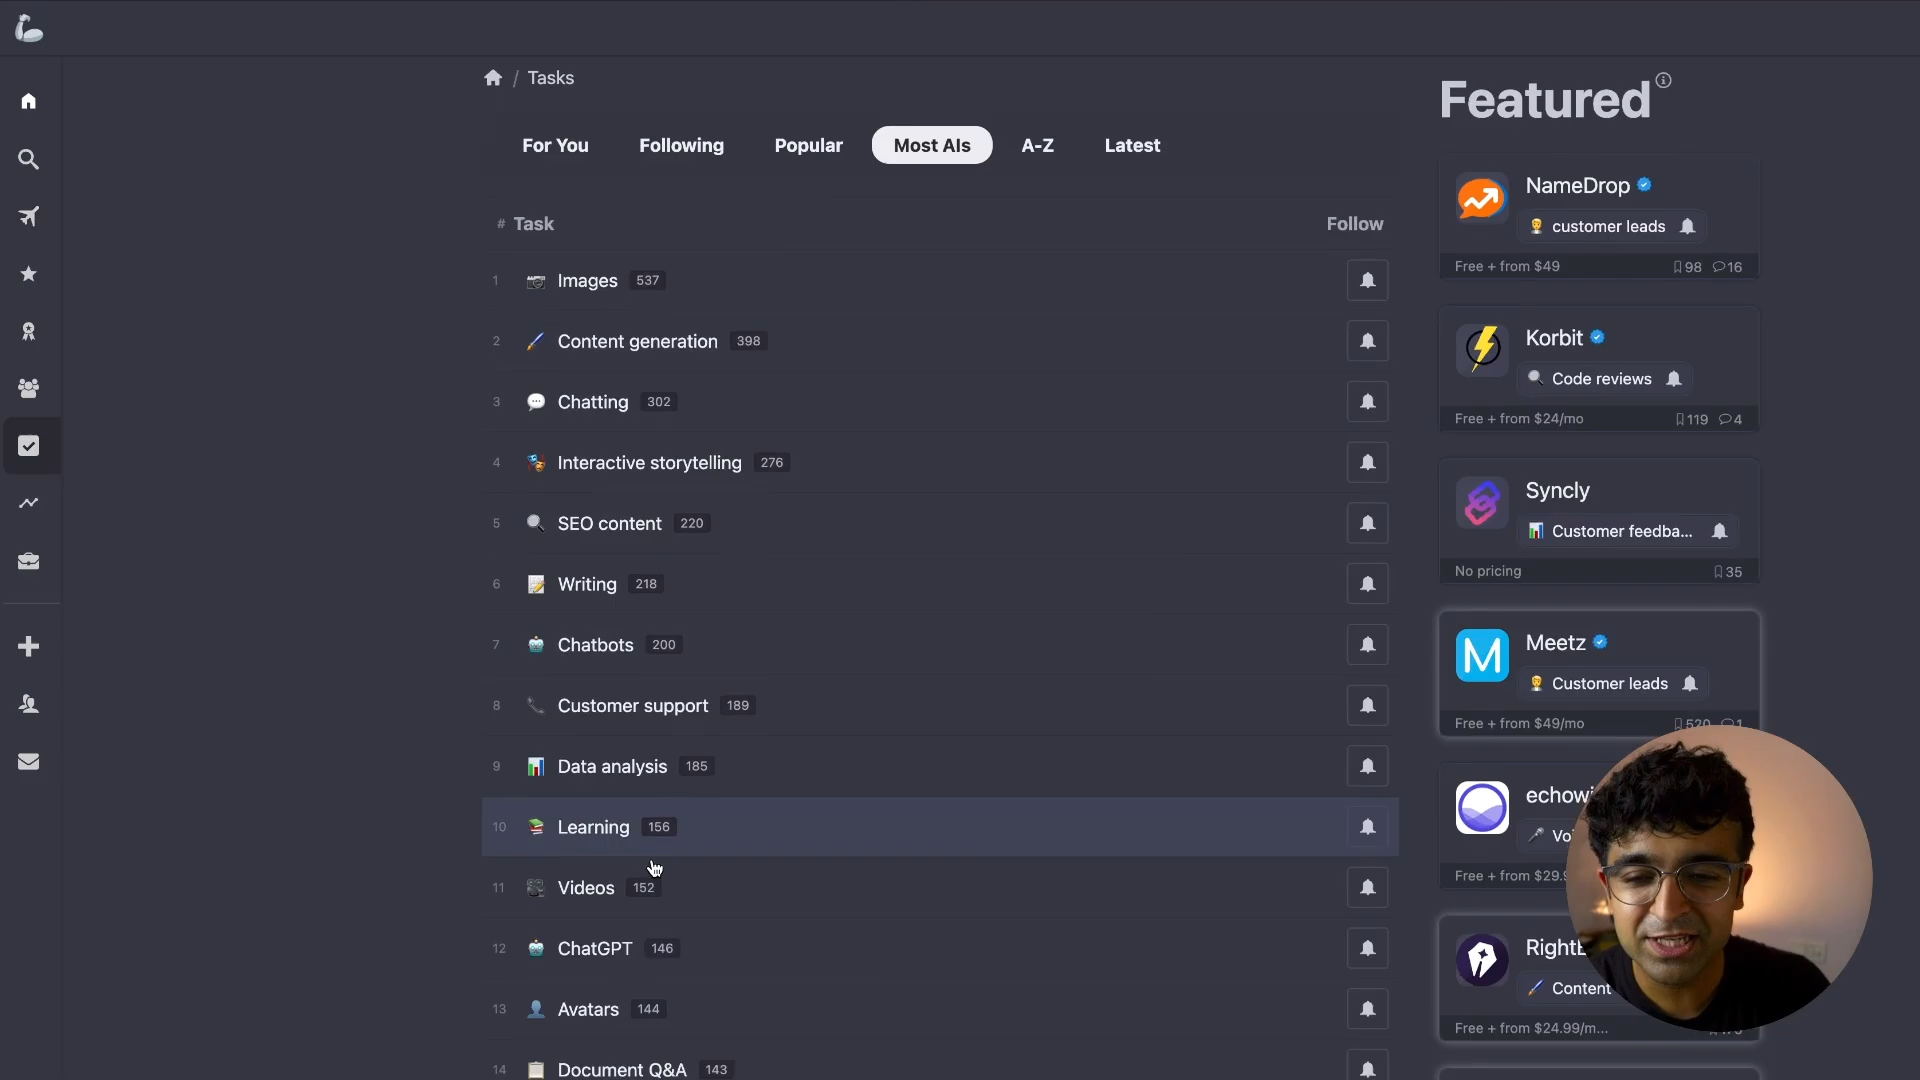 / Tasks
For You Following Popular Most AIs A-Z Latest
# Task Follow
1 Images 537
2 Content generation 398
3 Chatting 302
4 Interactive storytelling 276
5 SEO content 220
6 Writing 218
7 Chatbots 200
8 Customer support 189
9 Data analysis 185
10 Learning 156
11 Videos 152
12 ChatGPT 146
13 Avatars 144
14 Document Q&A 143
Featured
NameDrop
customer leads
Free + from $49 98 16
Korbit
Code reviews
Free + from $24/mo 119 4
Syncly
Customer feedba...
No pricing 35
M
Meetz
Customer leads
Free + from $49/mo 520 1
echowi
Free + from $29.9
Content
Free + from $24.99/m...